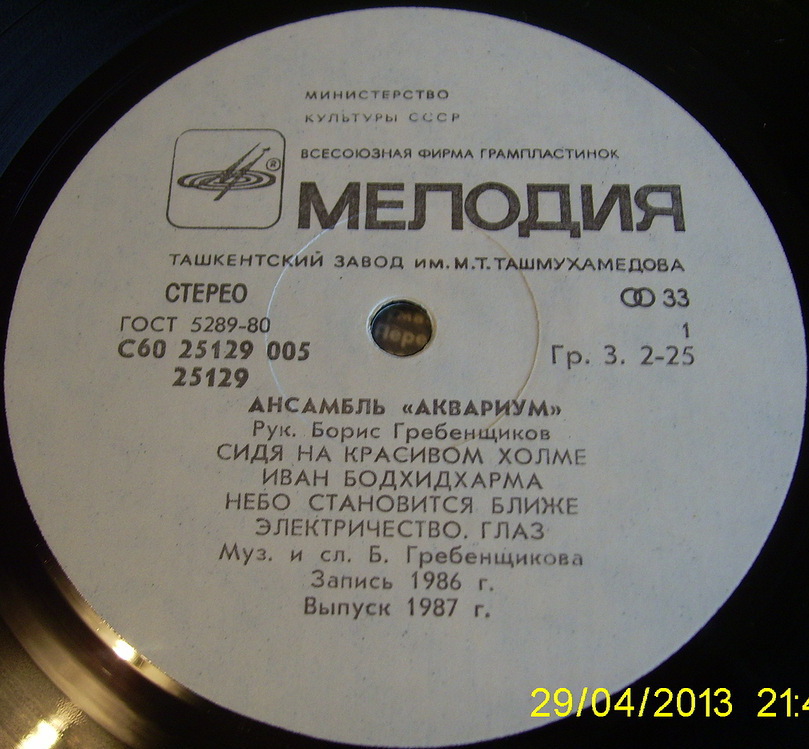 МИНИСТЕРСТВО
КУЛЬТУРЫ СССР
ВСЕСОЮЗНАЯ ФИРМА ГРАМПЛАСТИНОК
®
МЕЛОДИЯ
ТАШКЕНТСКИЙ ЗАВОД ИМ. М.Т. ТАШМУХАМЕДОВА
СТЕРЕО
33
ГОСТ 5289-80
1
С60 25129 005
Гр. 3. 2-25
25129
АНСАМБЛЬ «АКВАРИУМ»
Рук. Борис Гребенщиков
СИДЯ НА КРАСИВОМ ХОЛМЕ
ИВАН БОДХИДХАРМА
НЕБО СТАНОВИТСЯ БЛИЖЕ
ЭЛЕКТРИЧЕСТВО. ГЛАЗ
Муз. и сл. Б. Гребенщикова
Запись 1986 г.
Выпуск 1987 г.
29/04/2013 21:4